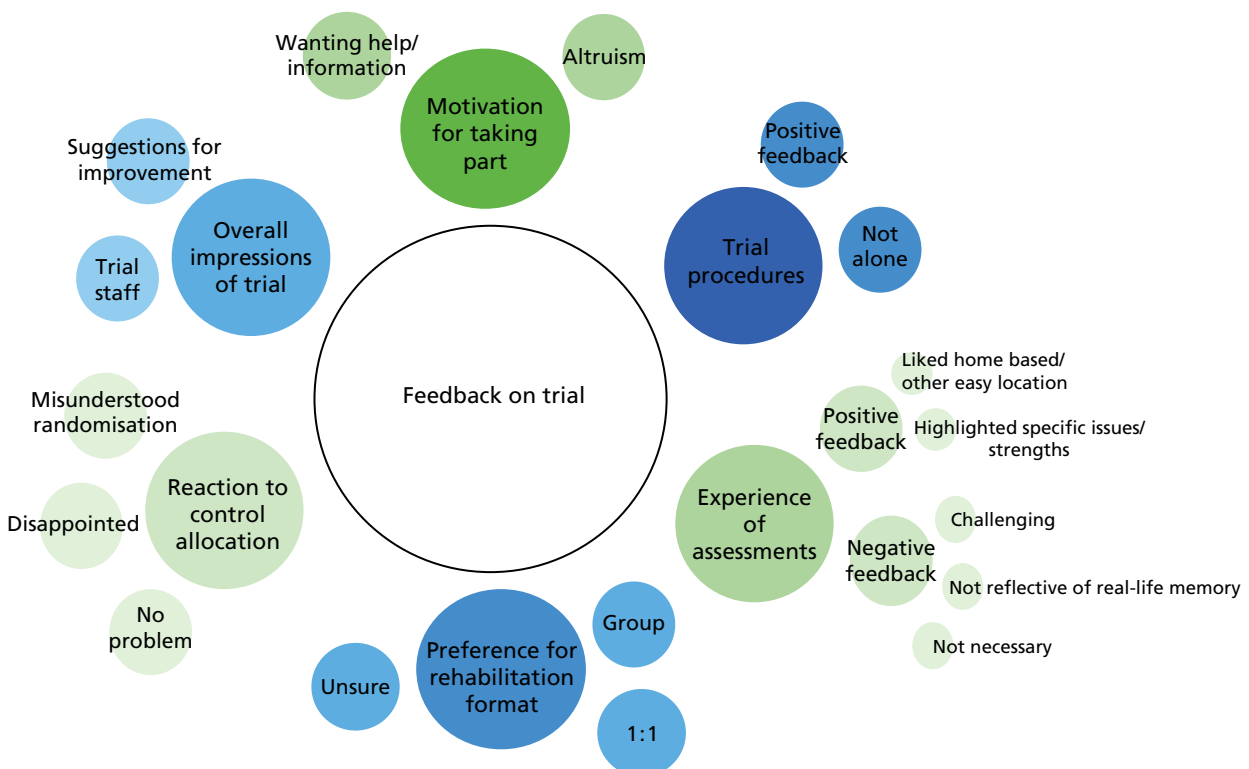 Wanting help/
information
Altruism
Motivation
for taking
part
Suggestions for
improvement
Positive
feedback
Overall
impressions
of trial
Trial
procedures
Not
alone
Trial
staff
Feedback on trial
Liked home based/
other easy location
Positive
feedback
Highlighted specific issues/
strengths
Misunderstood
randomisation
Reaction to
control
allocation
Disappointed
No
problem
Experience
of
assessments
Negative
feedback
Challenging
Not reflective of real-life memory
Not necessary
Preference for
rehabilitation
format
Group
Unsure
1:1